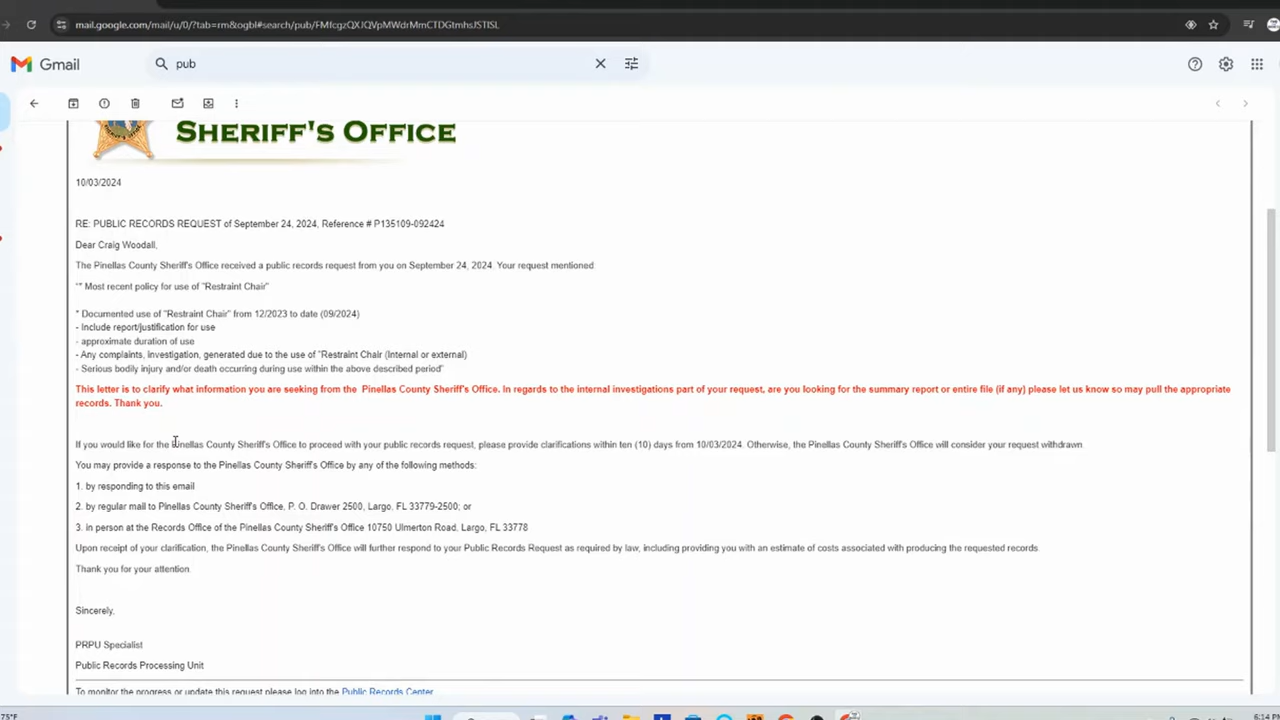 mail.google.com/mail/u/0/?tab=rm&ogbl#search/pub/FMfcgzQXJQVpMWdrMmCTDGtmhsJSTlSL
Gmail
pub
SHERIFF'S OFFICE
10/03/2024
RE: PUBLIC RECORDS REQUEST of September 24, 2024, Reference # P135109-092424
Dear Craig Woodall,
The Pinellas County Sheriff's Office received a public records request from you on September 24, 2024. Your request mentioned:
"* Most recent policy for use of "Restraint Chair"
* Documented use of "Restraint Chair" from 12/2023 to date (09/2024)
- Include report/justification for use
- approximate duration of use
- Any complaints, investigation, generated due to the use of "Restraint Chair (Internal or external)
- Serious bodily injury and/or death occurring during use within the above described period"
This letter is to clarify what information you are seeking from the Pinellas County Sheriff's Office. In regards to the internal investigations part of your request, are you looking for the summary report or entire file (if any) please let us know so may pull the appropriate
records. Thank you.
If you would like for the Pinellas County Sheriff's Office to proceed with your public records request, please provide clarifications within ten (10) days from 10/03/2024. Otherwise, the Pinellas County Sheriff's Office will consider your request withdrawn.
You may provide a response to the Pinellas County Sheriff's Office by any of the following methods:
1. by responding to this email
2. by regular mail to Pinellas County Sheriff's Office, P. O. Drawer 2500, Largo, FL 33779-2500; or
3. in person at the Records Office of the Pinellas County Sheriff's Office 10750 Ulmerton Road, Largo, FL 33778
Upon receipt of your clarification, the Pinellas County Sheriff's Office will further respond to your Public Records Request as required by law, including providing you with an estimate of costs associated with producing the requested records.
Thank you for your attention
Sincerely,
PRPU Specialist
Public Records Processing Unit
To monitor the progress or update this request please log into the Public Records Center
75°F
6:14 PM